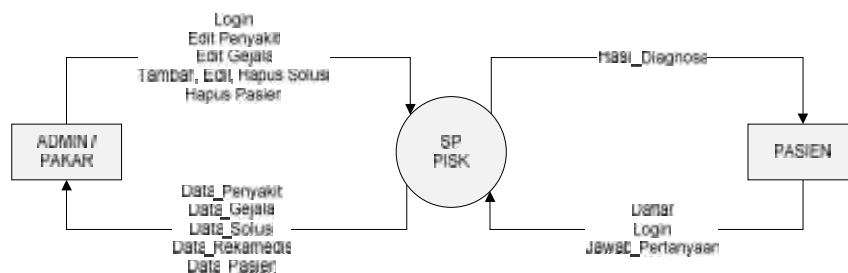 Login
Edit Penyakit
Edit Gejala
Tambah, Edit, Hapus Solusi
Hapus Pasien
Hasil_Diagnosa
ADMIN /
PAKAR
SP
PISK
PASIEN
Data_Penyakit
Data_Gejala
Data_Solusi
Data_Rekamedis
Data_Pasien
Daftar
Login
Jawab_Pertanyaan